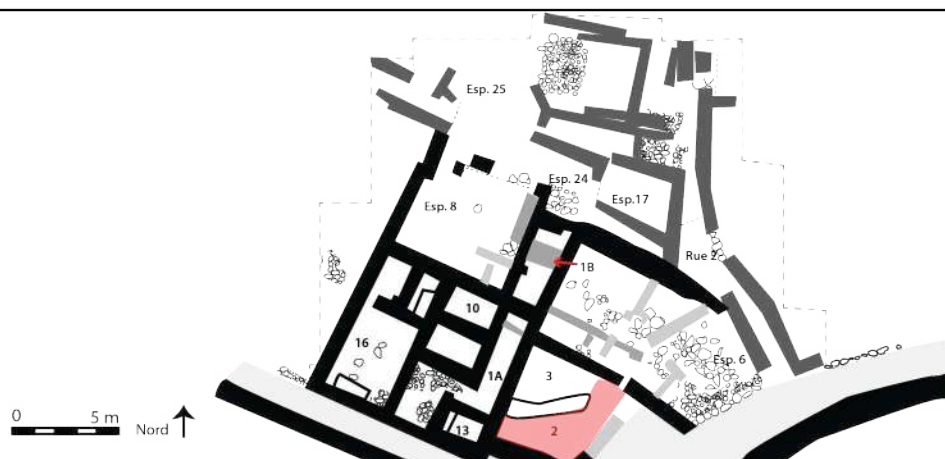 Esp. 25
Esp. 24
Esp.17
Esp. 8
Rue 2
1B
10
16
Esp. 6
1A
3
0
5 m
Nord
13
2